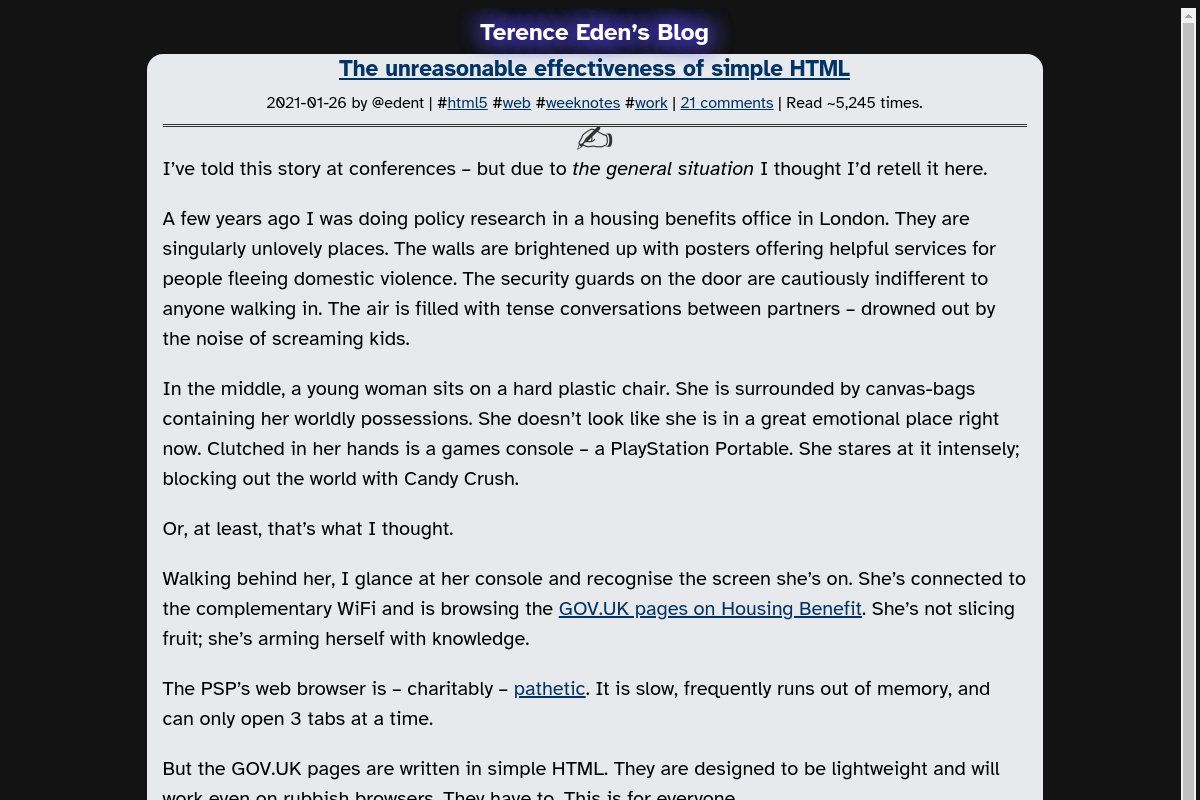 Terence Eden’s Blog
The unreasonable effectiveness of simple HTML
2021-01-26 by @edent | #html5 #web #weeknotes #work | 21 comments | Read ~5,245 times.
I’ve told this story at conferences – but due to the general situation I thought I’d retell it here.
A few years ago I was doing policy research in a housing benefits office in London. They are
singularly unlovely places. The walls are brightened up with posters offering helpful services for
people fleeing domestic violence. The security guards on the door are cautiously indifferent to
anyone walking in. The air is filled with tense conversations between partners – drowned out by
the noise of screaming kids.
In the middle, a young woman sits on a hard plastic chair. She is surrounded by canvas-bags
containing her worldly possessions. She doesn’t look like she is in a great emotional place right
now. Clutched in her hands is a games console – a PlayStation Portable. She stares at it intensely;
blocking out the world with Candy Crush.
Or, at least, that’s what I thought.
Walking behind her, I glance at her console and recognise the screen she’s on. She’s connected to
the complementary WiFi and is browsing the GOV.UK pages on Housing Benefit. She’s not slicing
fruit; she’s arming herself with knowledge.
The PSP’s web browser is – charitably – pathetic. It is slow, frequently runs out of memory, and
can only open 3 tabs at a time.
But the GOV.UK pages are written in simple HTML. They are designed to be lightweight and will
work even on rubbish browsers. They have to. This is for everyone.